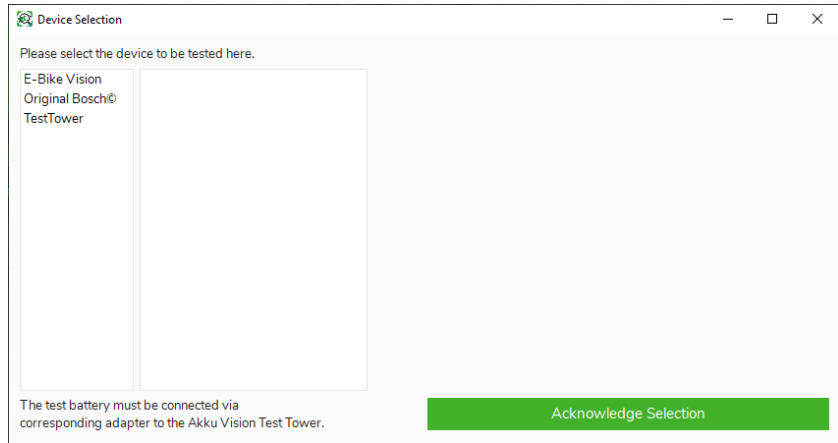 Device Selection
Please select the device to be tested here.
E-Bike Vision
Original Bosch©
TestTower
The test battery must be connected via
corresponding adapter to the Akku Vision Test Tower.
Acknowledge Selection